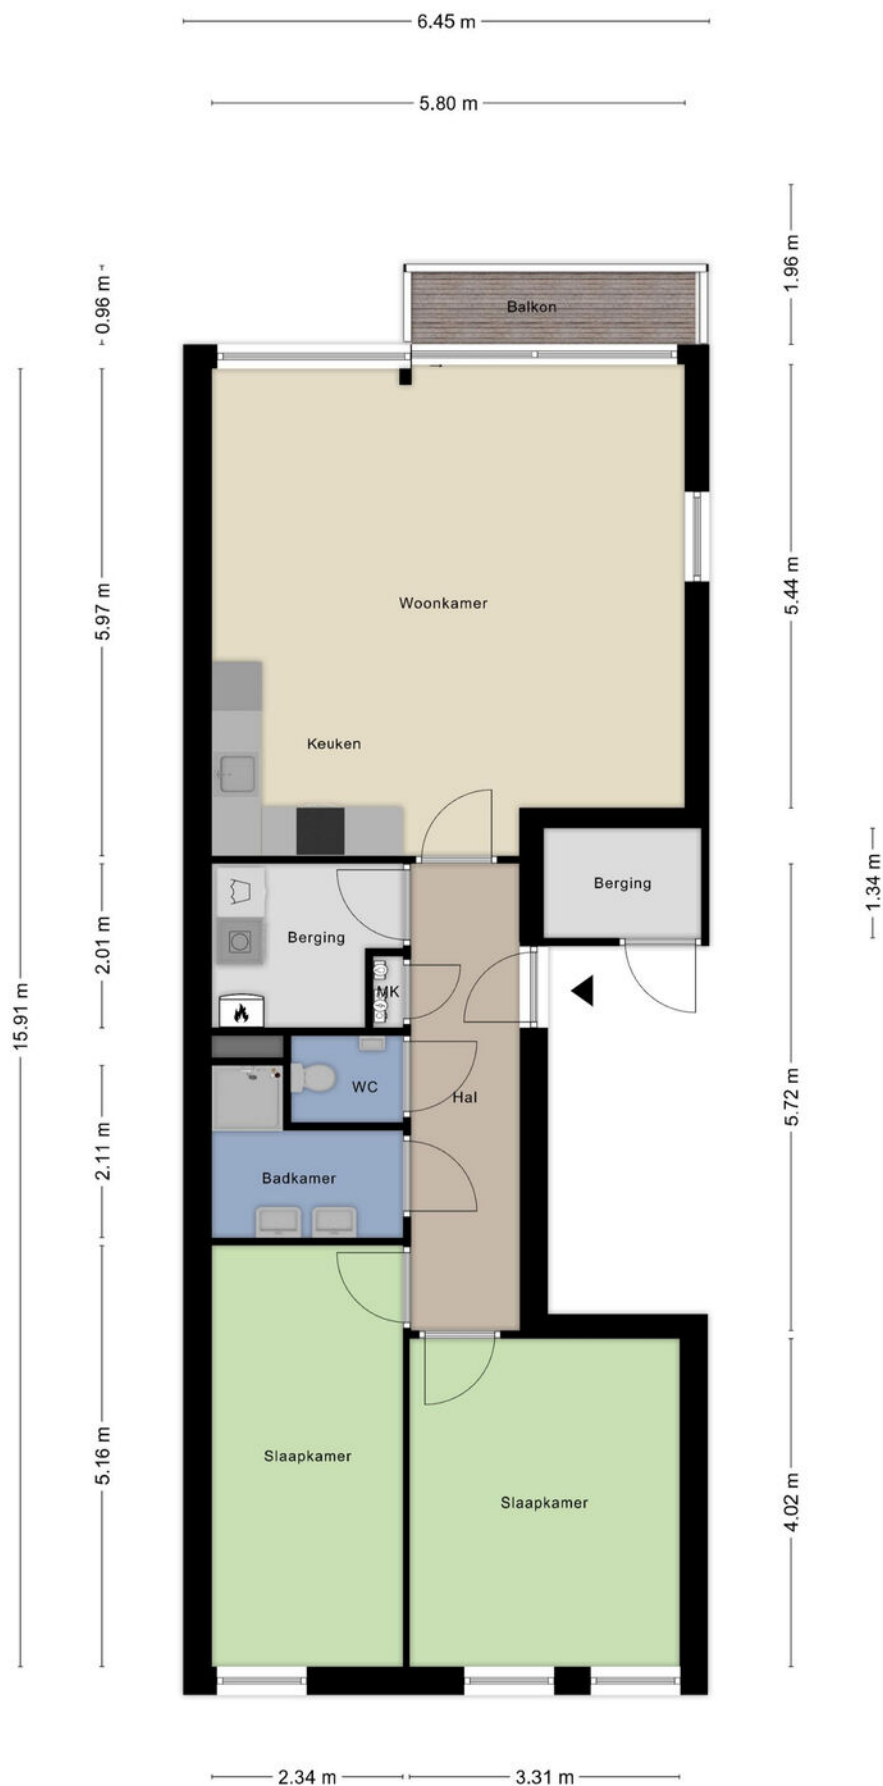 6.45 m
5.80 m
1.96 m
0.96 m
Balkon
5.97 m
5.44 m
Woonkamer
Keuken
1.34 m
Berging
2.01 m
Berging
MK
15.91 m
WC
Hal
5.72 m
2.11 m
Badkamer
5.16 m
Slaapkamer
Slaapkamer
4.02 m
2.34 m
3.31 m